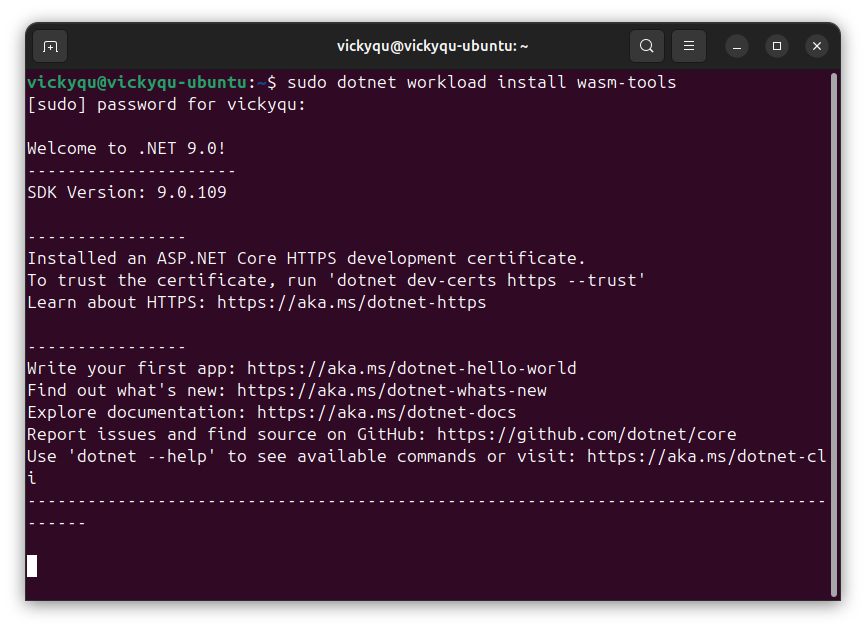 vickyqu@vickyqu-ubuntu: ~
vickyqu@vickyqu-ubuntu:~$ sudo dotnet workload install wasm-tools
[sudo] password for vickyqu:
Welcome to .NET 9.0!
---------------------
SDK Version: 9.0.109
----------------
Installed an ASP.NET Core HTTPS development certificate.
To trust the certificate, run 'dotnet dev-certs https --trust'
Learn about HTTPS: https://aka.ms/dotnet-https
----------------
Write your first app: https://aka.ms/dotnet-hello-world
Find out what's new: https://aka.ms/dotnet-whats-new
Explore documentation: https://aka.ms/dotnet-docs
Report issues and find source on GitHub: https://github.com/dotnet/core
Use 'dotnet --help' to see available commands or visit: https://aka.ms/dotnet-cl
i
--------------------------------------------------------------------------------
------